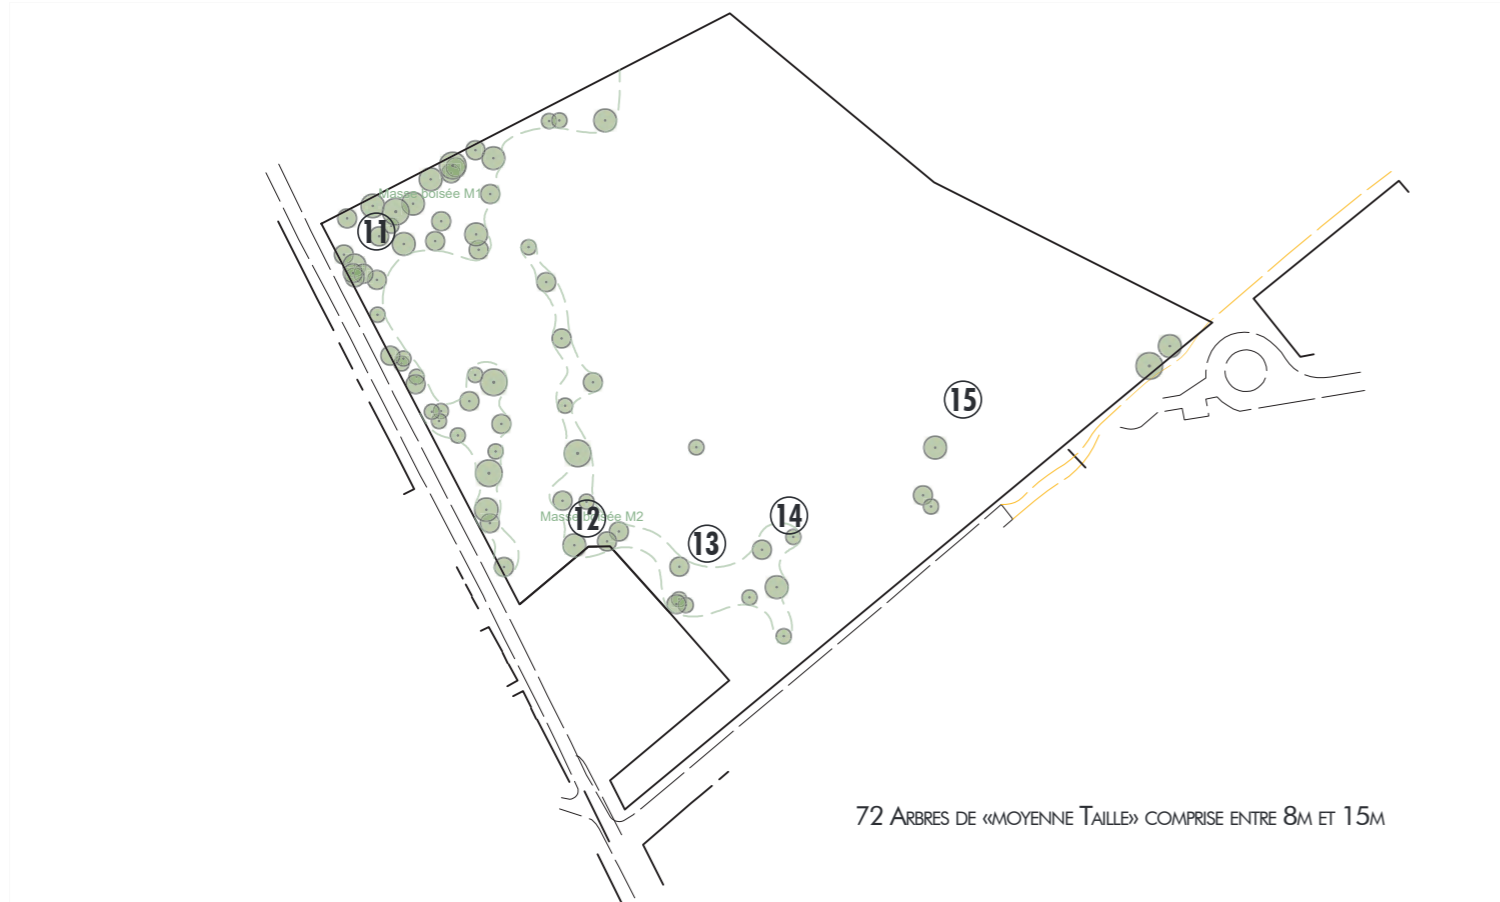 Masse boisée M1
11
15
Masse boisée M2
12
14
13
72 Arbres de «moyenne Taille» comprise entre 8m et 15m